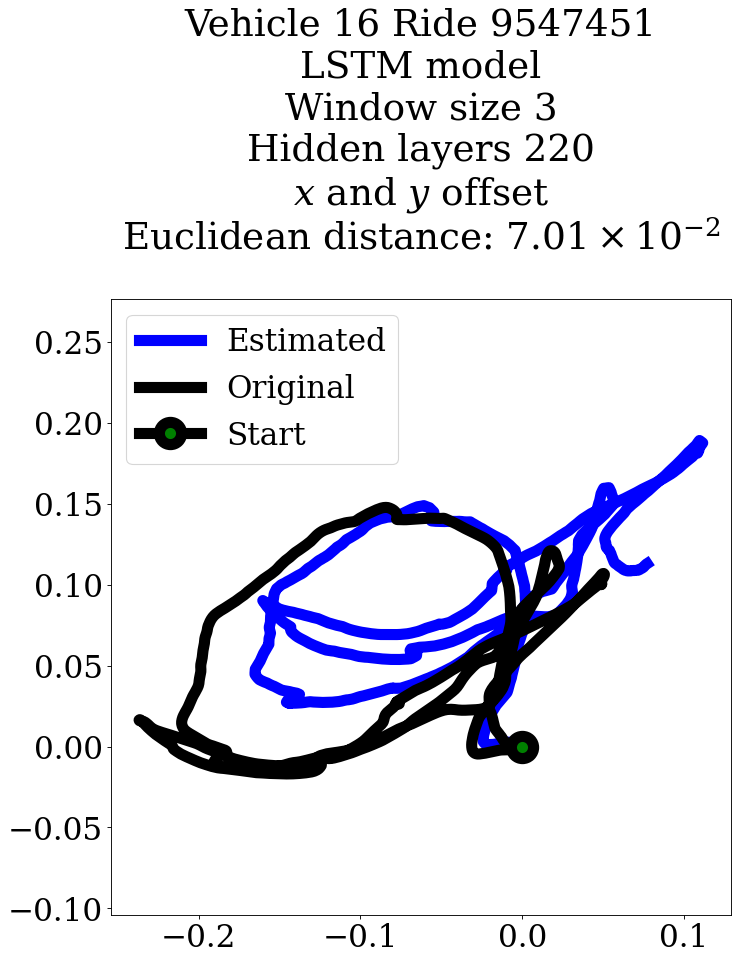 Vehicle 16 Ride 9547451
LSTM model
Window size 3
Hidden layers 220
x and y offset
Euclidean distance: 7.01 × 10⁻²
Estimated
Original
Start
0.25
0.20
0.15
0.10
0.05
0.00
−0.05
−0.10
−0.2 −0.1 0.0 0.1